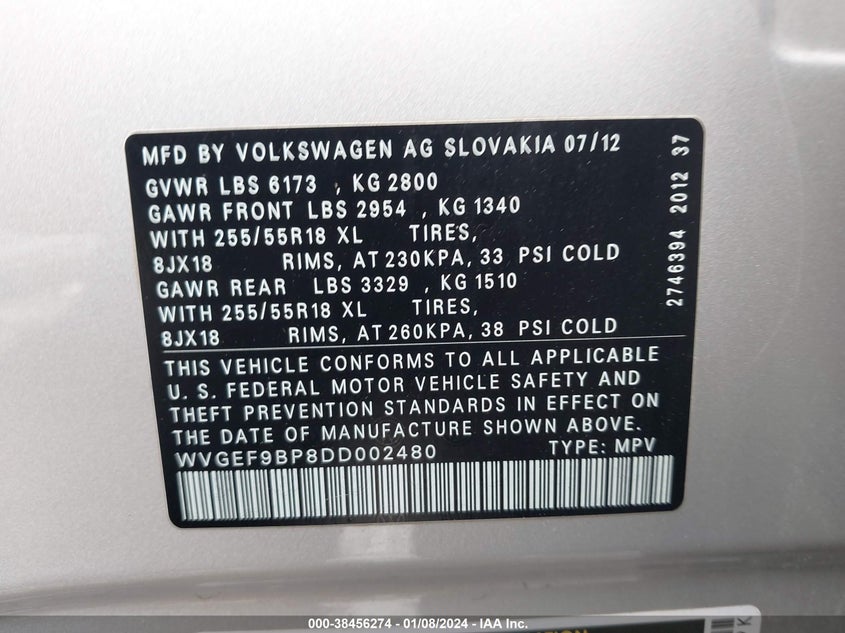 MFD BY VOLKSWAGEN AG SLOVAKIA 07/12
GVWR LBS 6173 , KG 2800
GAWR FRONT LBS 2954 , KG 1340
WITH 255/55R18 XL TIRES,
8JX18 RIMS, AT 230KPA, 33 PSI COLD
GAWR REAR LBS 3329 , KG 1510
WITH 255/55R18 XL TIRES,
8JX18 RIMS, AT 260KPA, 38 PSI COLD
THIS VEHICLE CONFORMS TO ALL APPLICABLE
U. S. FEDERAL MOTOR VEHICLE SAFETY AND
THEFT PREVENTION STANDARDS IN EFFECT ON
THE DATE OF MANUFACTURE SHOWN ABOVE.
WVGEF9BP8DD002480 TYPE: MPV
2746394 2012 37
000-38456274 - 01/08/2024 - IAA Inc.